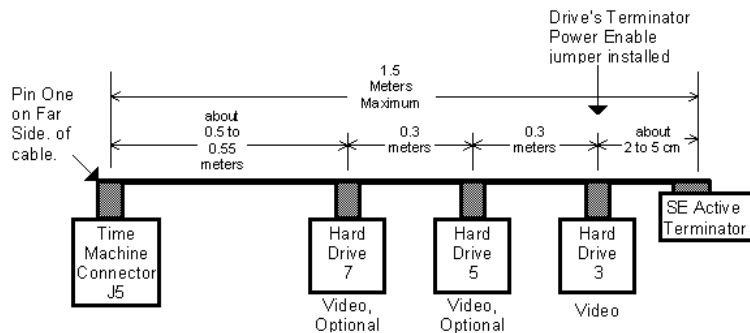 Drive's Terminator
Power Enable
jumper installed
1.5
Meters
Maximum
Pin One
on Far
Side. of
cable.
about
0.5 to
0.55
meters
0.3
meters
0.3
meters
about
2 to 5 cm
Time
Machine
Connector
J5
Hard
Drive
7
Hard
Drive
5
Hard
Drive
3
SE Active
Terminator
Video,
Optional
Video,
Optional
Video